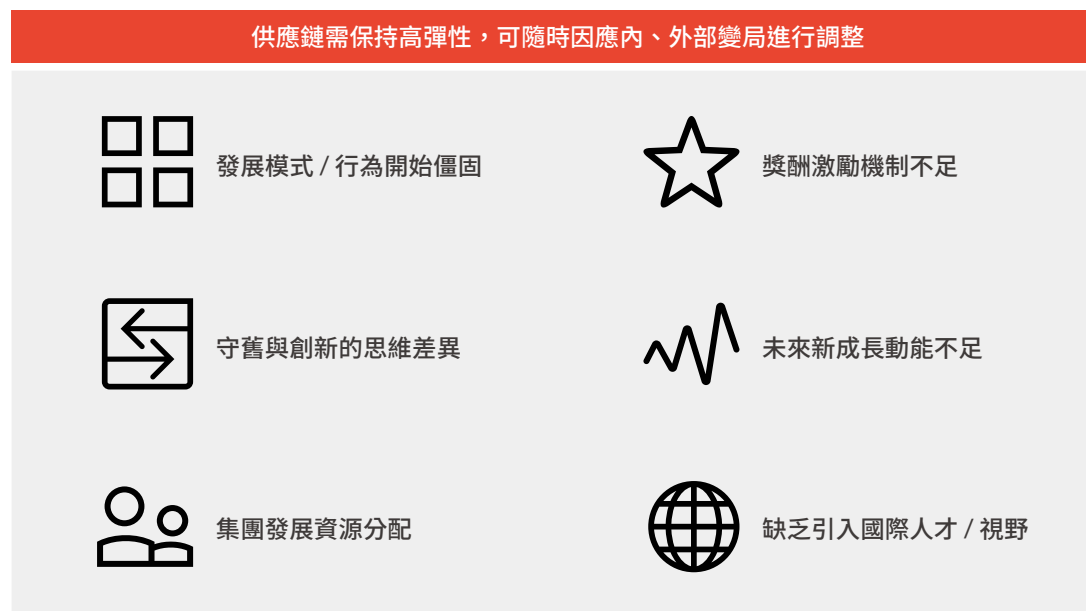 供應鏈需保持高彈性，可隨時因應內、外部變局進行調整
發展模式 / 行為開始僵固
獎酬激勵機制不足
守舊與創新的思維差異
未來新成長動能不足
集團發展資源分配
缺乏引入國際人才 / 視野